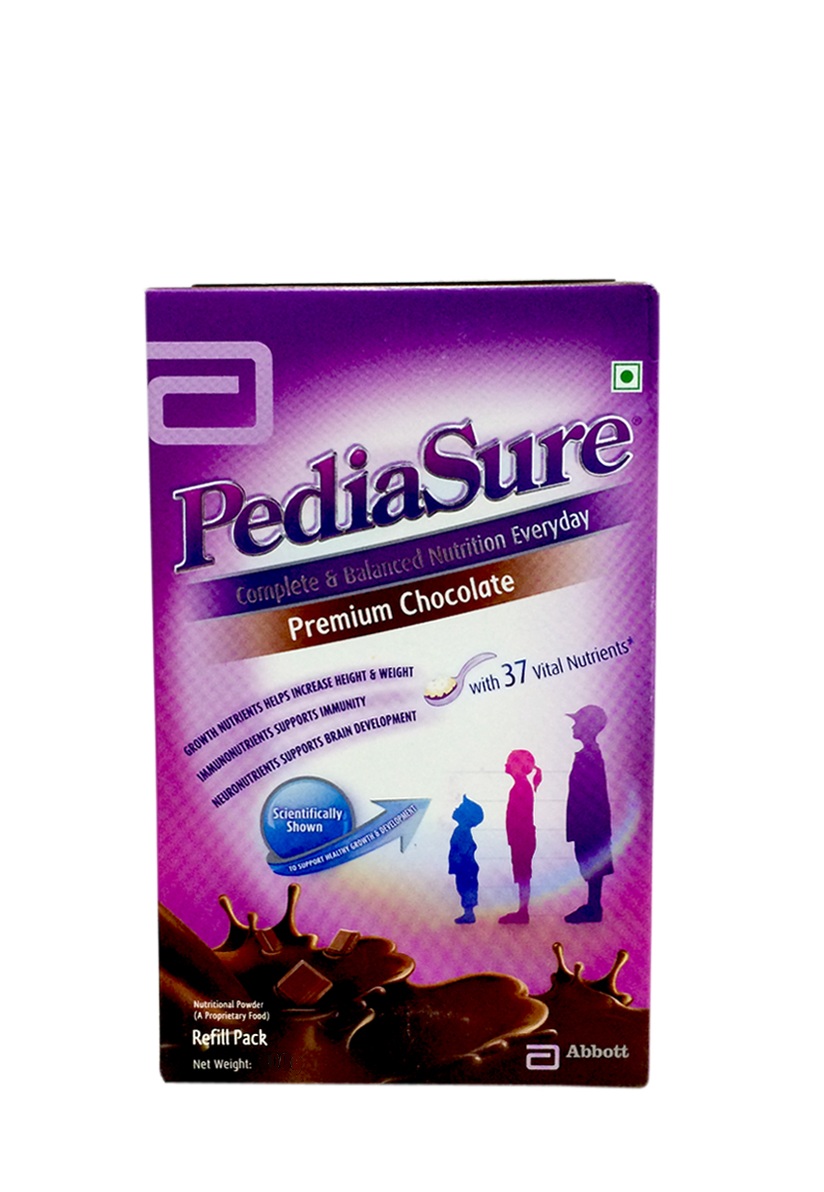 PediaSure®
Complete & Balanced Nutrition Everyday
Premium Chocolate
with 37 Vital Nutrients*
GROWTH NUTRIENTS HELPS INCREASE HEIGHT & WEIGHT
IMMUNONUTRIENTS SUPPORTS IMMUNITY
NEURONUTRIENTS SUPPORTS BRAIN DEVELOPMENT
Scientifically
Shown
TO SUPPORT HEALTHY GROWTH & DEVELOPMENT
Nutritional Powder
(A Proprietary Food)
Refill Pack
Net Weight:
Abbott